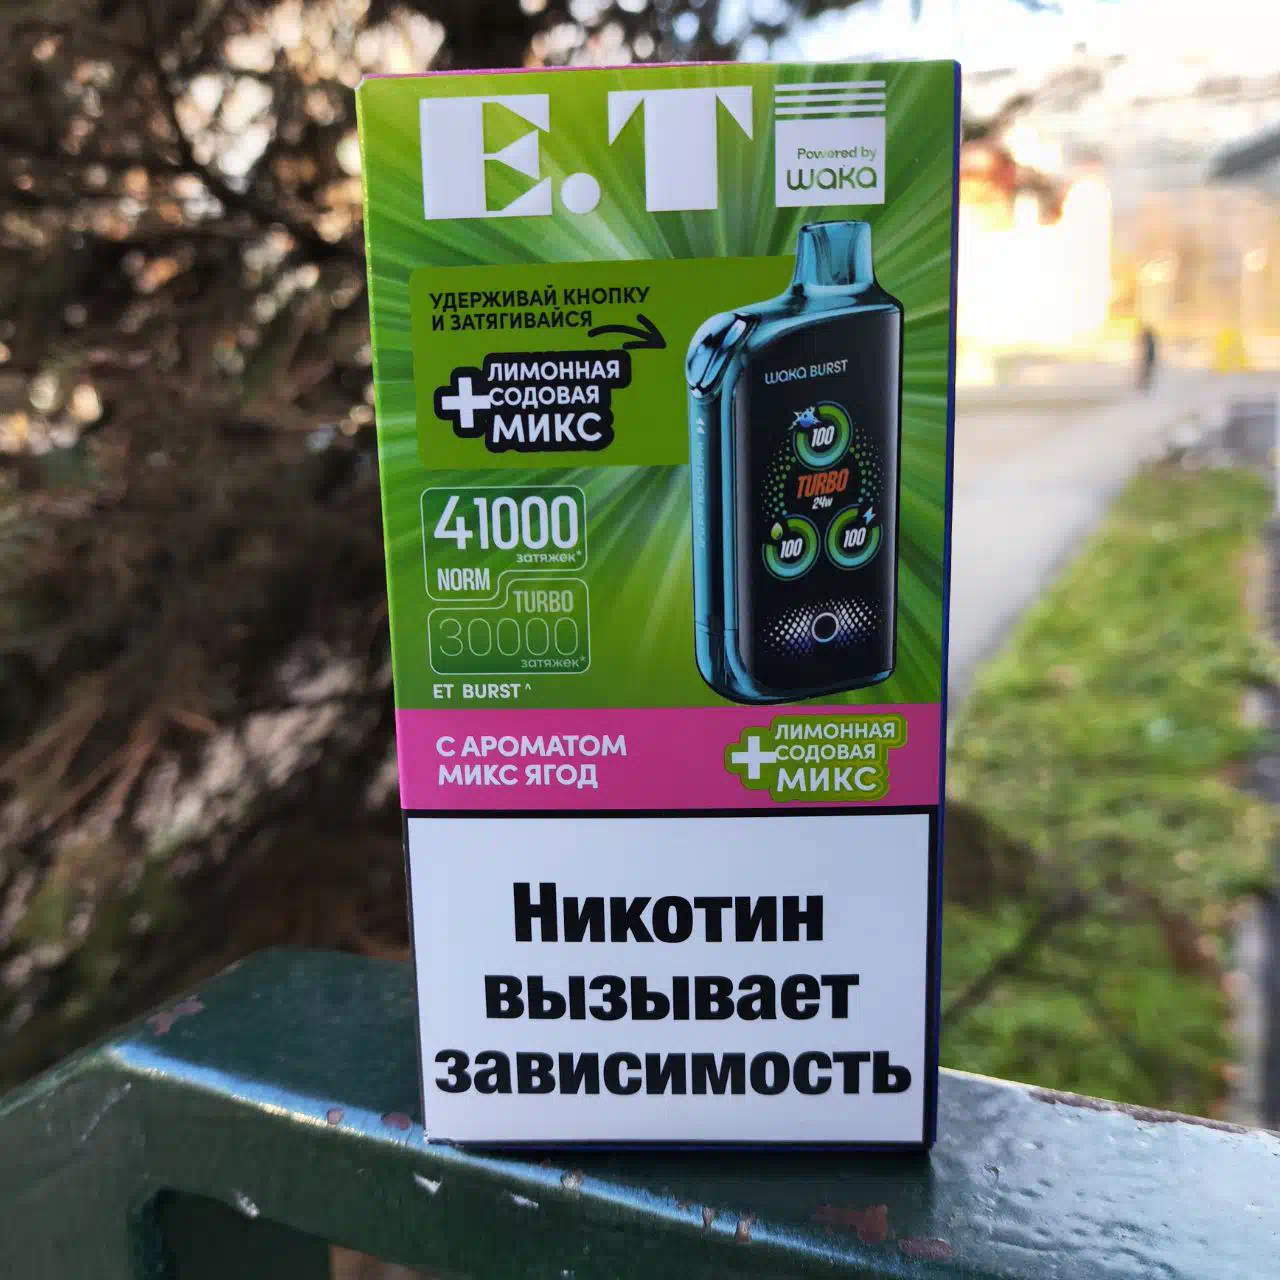 E.T
Powered by
waka
УДЕРЖИВАЙ КНОПКУ
И ЗАТЯГИВАЙСЯ
+ЛИМОННАЯ
СОДОВАЯ
МИКС
WAKA BURST
100
TURBO
24W
100
100
41000
затяжек*
NORM
TURBO
30000
затяжек*
ET BURST^
С АРОМАТОМ
МИКС ЯГОД
+ЛИМОННАЯ
СОДОВАЯ
МИКС
Никотин
вызывает
зависимость